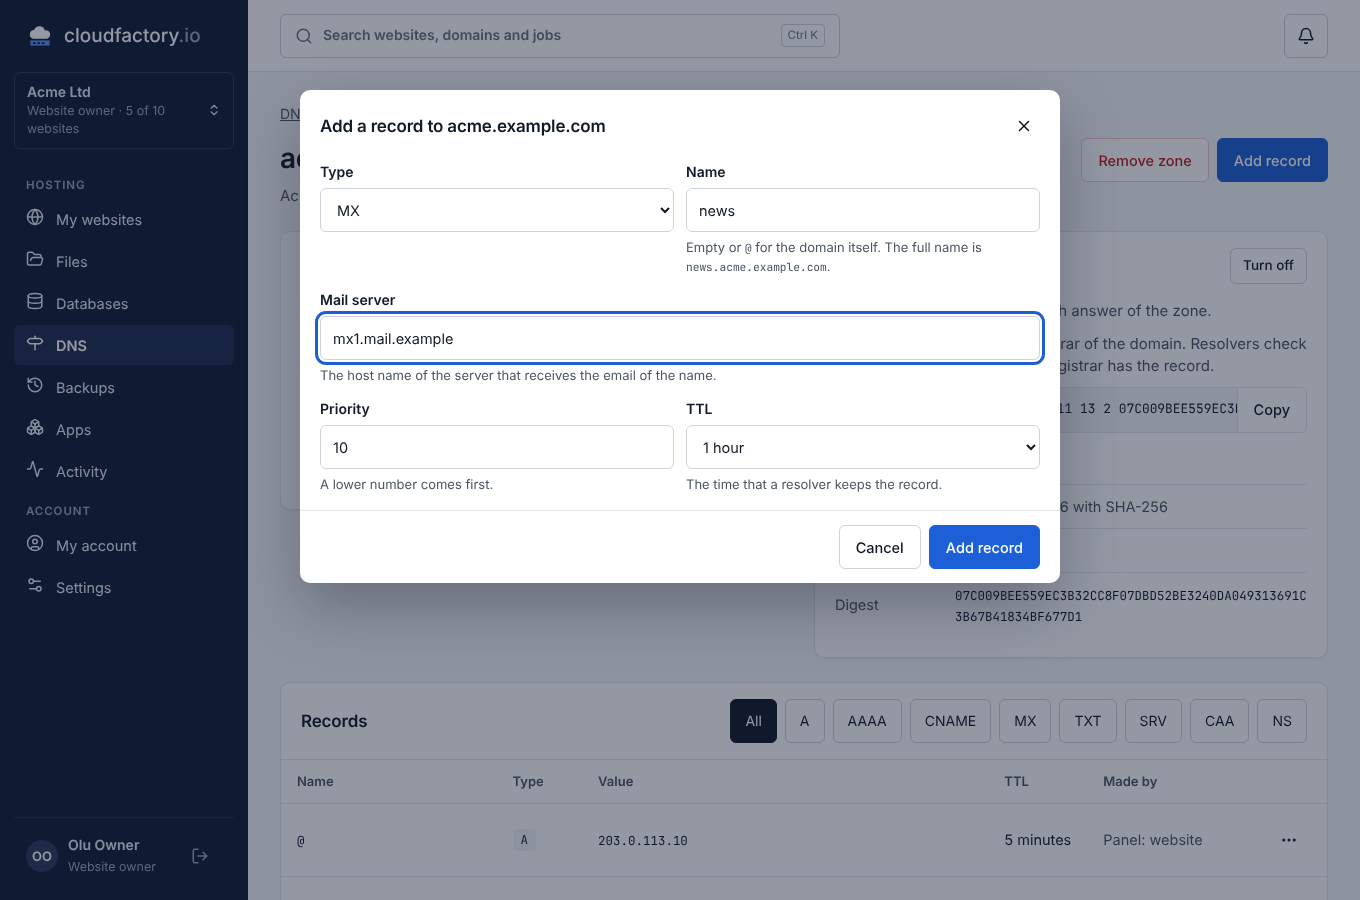 cloudfactory.io
Search websites, domains and jobs
Ctrl K
Acme Ltd
Website owner · 5 of 10
websites
HOSTING
My websites
Files
Databases
DNS
Backups
Apps
Activity
ACCOUNT
My account
Settings
OO
Olu Owner
Website owner
Remove zone
Add record
Add a record to acme.example.com
Type
MX
Name
news
Empty or @ for the domain itself. The full name is
news.acme.example.com.
Mail server
mx1.mail.example
The host name of the server that receives the email of the name.
Priority
10
A lower number comes first.
TTL
1 hour
The time that a resolver keeps the record.
Cancel
Add record
Turn off
answer of the zone.
of the domain. Resolvers check
has the record.
13 2 07C009BEE559EC3
Copy
with SHA-256
Digest
07C009BEE559EC3B32CC8F07DBD52BE3240DA049313691C
3B67B41834BF677D1
Records
All
A
AAAA
CNAME
MX
TXT
SRV
CAA
NS
Name
Type
Value
TTL
Made by
@
A
203.0.113.10
5 minutes
Panel: website